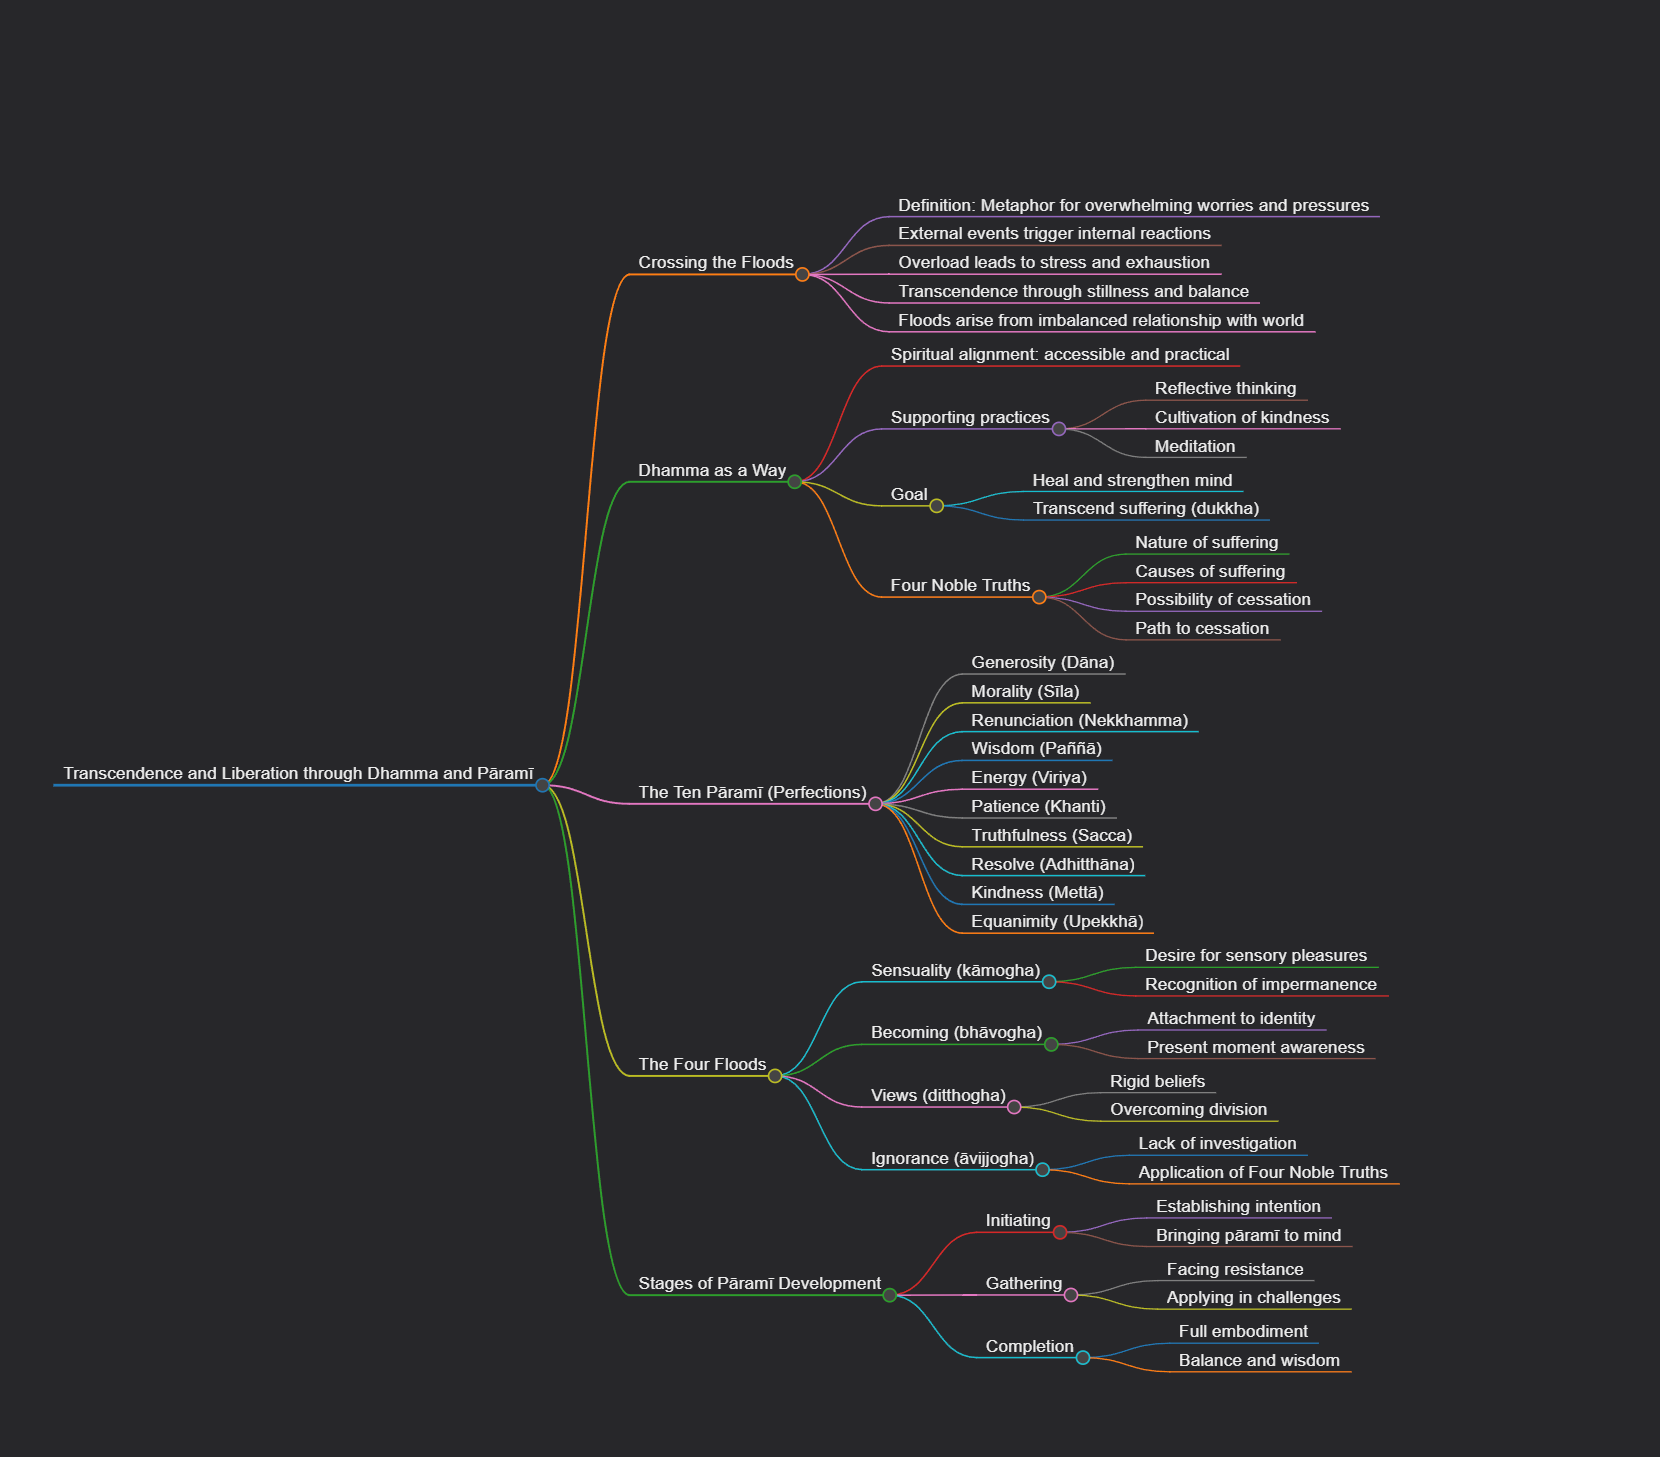 Transcendence and Liberation through Dhamma and Pāramī
Crossing the Floods
Definition: Metaphor for overwhelming worries and pressures
External events trigger internal reactions
Overload leads to stress and exhaustion
Transcendence through stillness and balance
Floods arise from imbalanced relationship with world
Dhamma as a Way
Spiritual alignment: accessible and practical
Supporting practices
Reflective thinking
Cultivation of kindness
Meditation
Goal
Heal and strengthen mind
Transcend suffering (dukkha)
Four Noble Truths
Nature of suffering
Causes of suffering
Possibility of cessation
Path to cessation
The Ten Pāramī (Perfections)
Generosity (Dāna)
Morality (Sīla)
Renunciation (Nekkhamma)
Wisdom (Paññā)
Energy (Viriya)
Patience (Khanti)
Truthfulness (Sacca)
Resolve (Adhitthāna)
Kindness (Mettā)
Equanimity (Upekkhā)
The Four Floods
Sensuality (kāmogha)
Desire for sensory pleasures
Recognition of impermanence
Becoming (bhāvogha)
Attachment to identity
Present moment awareness
Views (ditthogha)
Rigid beliefs
Overcoming division
Ignorance (āvijjogha)
Lack of investigation
Application of Four Noble Truths
Stages of Pāramī Development
Initiating
Establishing intention
Bringing pāramī to mind
Gathering
Facing resistance
Applying in challenges
Completion
Full embodiment
Balance and wisdom